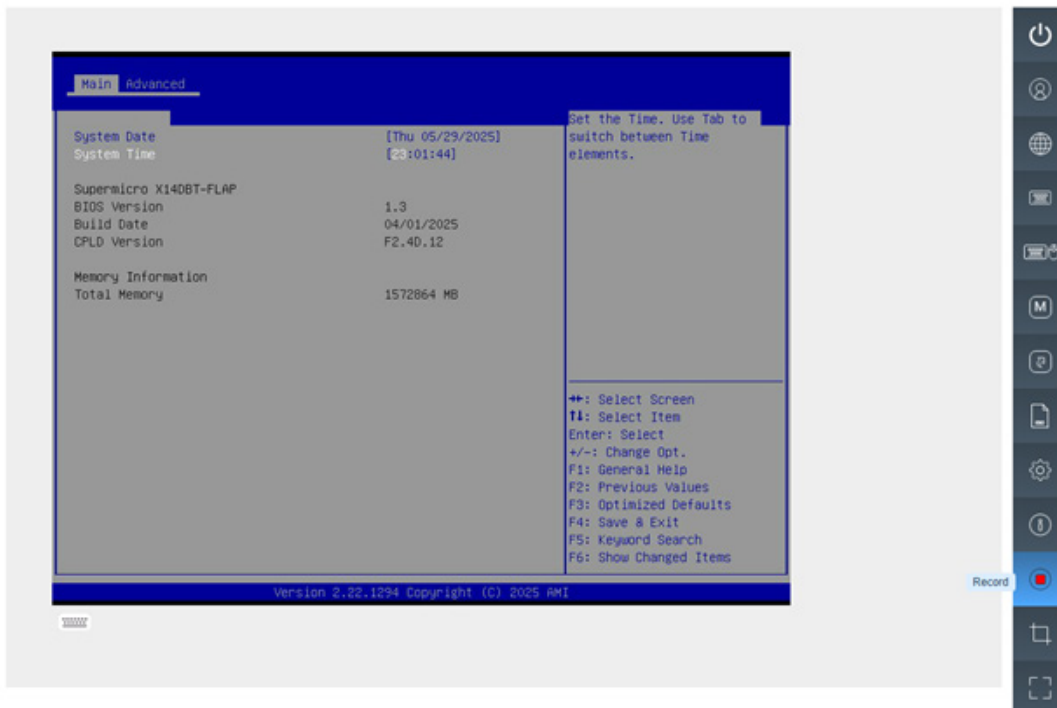 Main Advanced
System Date [Thu 05/29/2025]
System Time [23:01:44]
Supermicro X14DBT-FLAP
BIOS Version 1.3
Build Date 04/01/2025
CPLD Version F2.4D.12
Memory Information
Total Memory 1572864 MB
Set the Time. Use Tab to
switch between Time
elements.
→←: Select Screen
↑↓: Select Item
Enter: Select
+/-: Change Opt.
F1: General Help
F2: Previous Values
F3: Optimized Defaults
F4: Save & Exit
F5: Keyword Search
F6: Show Changed Items
Version 2.22.1294 Copyright (C) 2025 AMI
M
Record